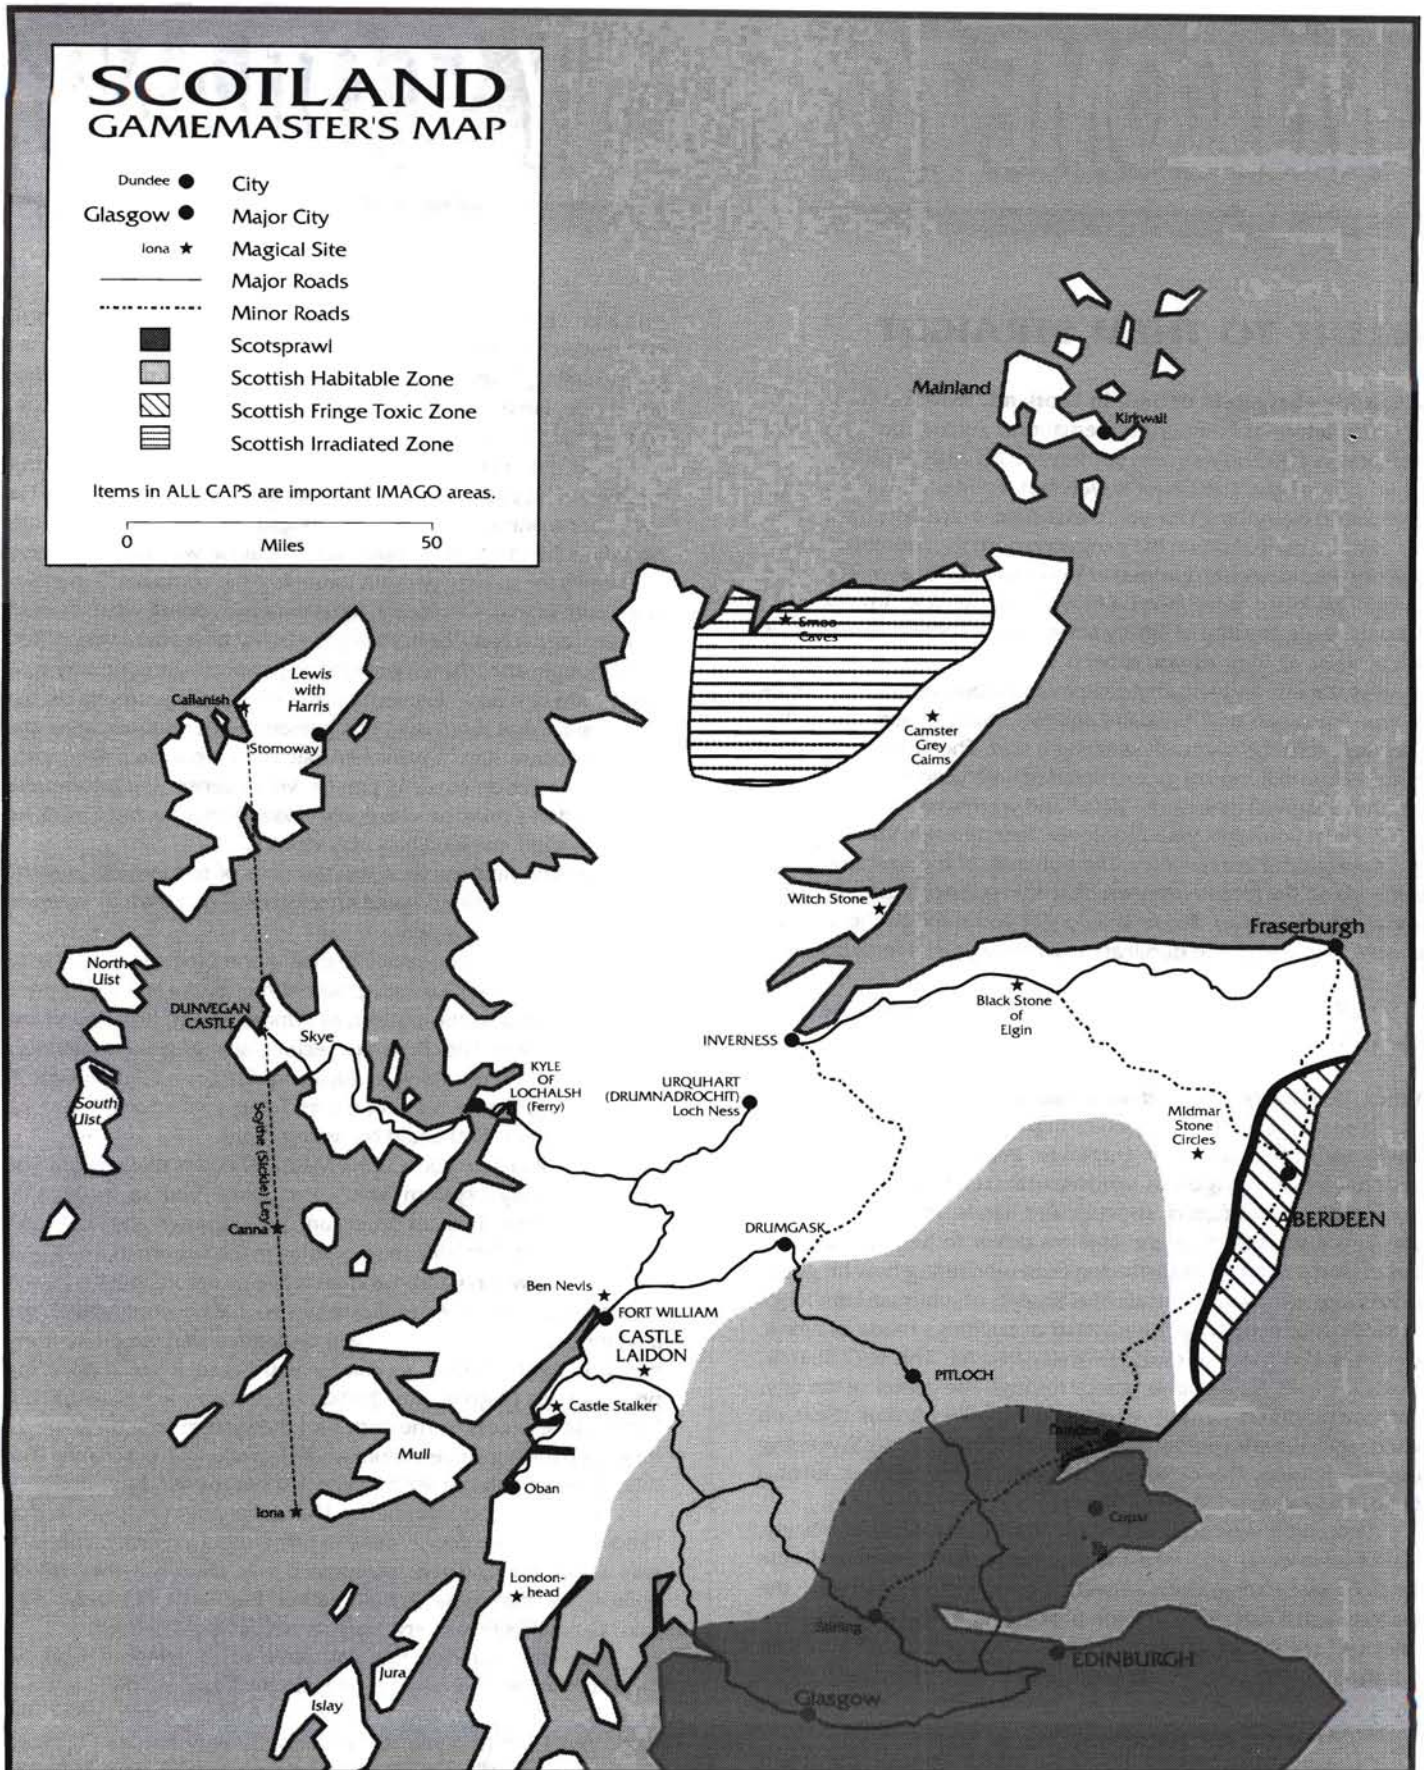 SCOTLAND
GAMEMASTER'S MAP
Dundee City
Glasgow Major City
Iona Magical Site
Major Roads
Minor Roads
Scotsprawl
Scottish Habitable Zone
Scottish Fringe Toxic Zone
Scottish Irradiated Zone
Items in ALL CAPS are important IMAGO areas.
0 Miles 50
Mainland
Kirkwall
Smoo
Caves
Lewis
with
Harris
Callanish
Stornoway
Camster
Grey
Cairns
Witch Stone
Fraserburgh
North
Uist
DUNVEGAN
CASTLE
Skye
Black Stone
of
Elgin
INVERNESS
KYLE
OF
LOCHALSH
(Ferry)
URQUHART
(DRUMNADROCHIT)
Loch Ness
South
Uist
Scythe (Sickle) Ley
Midmar
Stone
Circles
Canna
ABERDEEN
DRUMGASK
Ben Nevis
FORT WILLIAM
CASTLE
LAIDON
PITLOCH
Castle Stalker
Dundee
Mull
Oban
Iona
Cupar
London-
head
Stirling
EDINBURGH
Jura
Glasgow
Islay